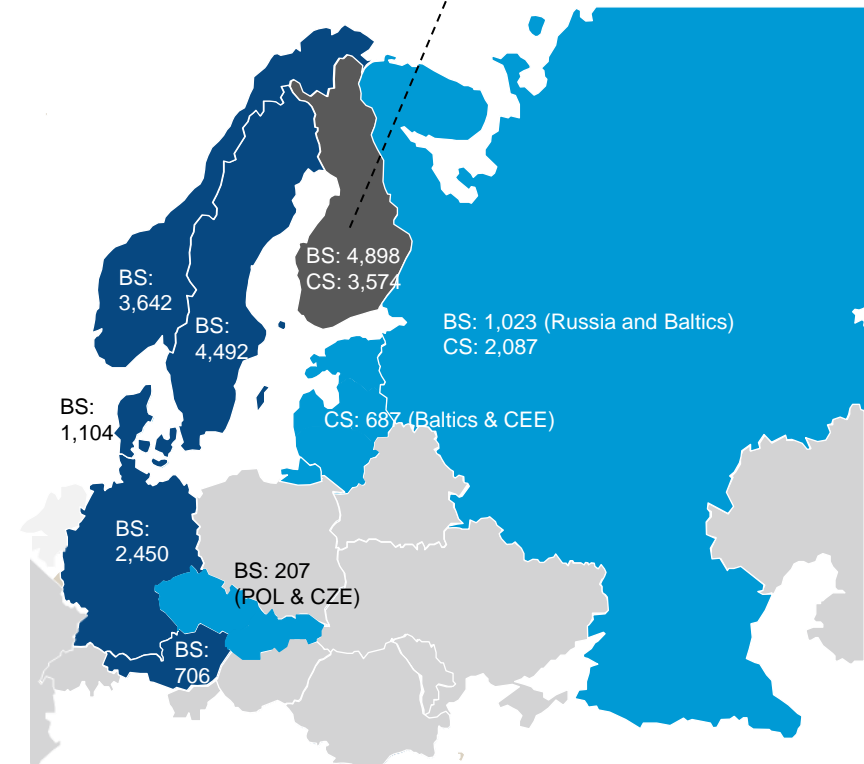 BS: 4,898
CS: 3,574
BS:
3,642
BS:
4,492
BS: 1,023 (Russia and Baltics)
CS: 2,087
BS:
1,104
CS: 687 (Baltics & CEE)
BS:
2,450
BS: 207
(POL & CZE)
BS:
706